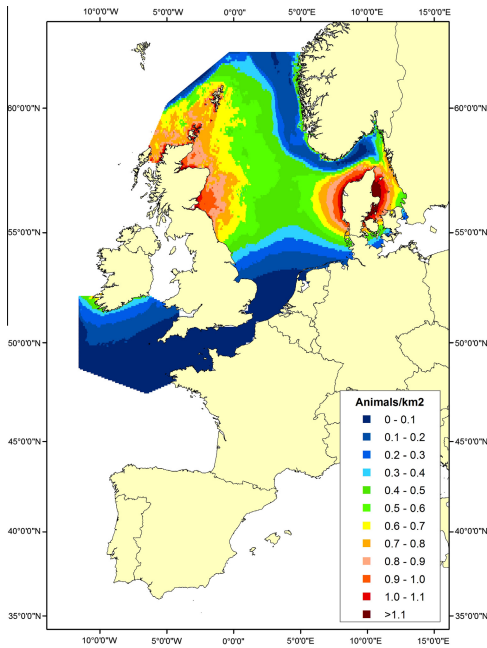 10°0'0"W 5°0'0"W 0°0'0"E 5°0'0"E 10°0'0"E 15°0'0"E
60°0'0"N 60°0'0"N
55°0'0"N 55°0'0"N
50°0'0"N 50°0'0"N
Animals/km2
0 - 0.1
0.1 - 0.2
0.2 - 0.3
45°0'0"N 45°0'0"N
0.3 - 0.4
0.4 - 0.5
0.5 - 0.6
0.6 - 0.7
40°0'0"N 40°0'0"N
0.7 - 0.8
0.8 - 0.9
0.9 - 1.0
1.0 - 1.1
35°0'0"N 35°0'0"N
>1.1
10°0'0"W 5°0'0"W 0°0'0"E 5°0'0"E 10°0'0"E 15°0'0"E